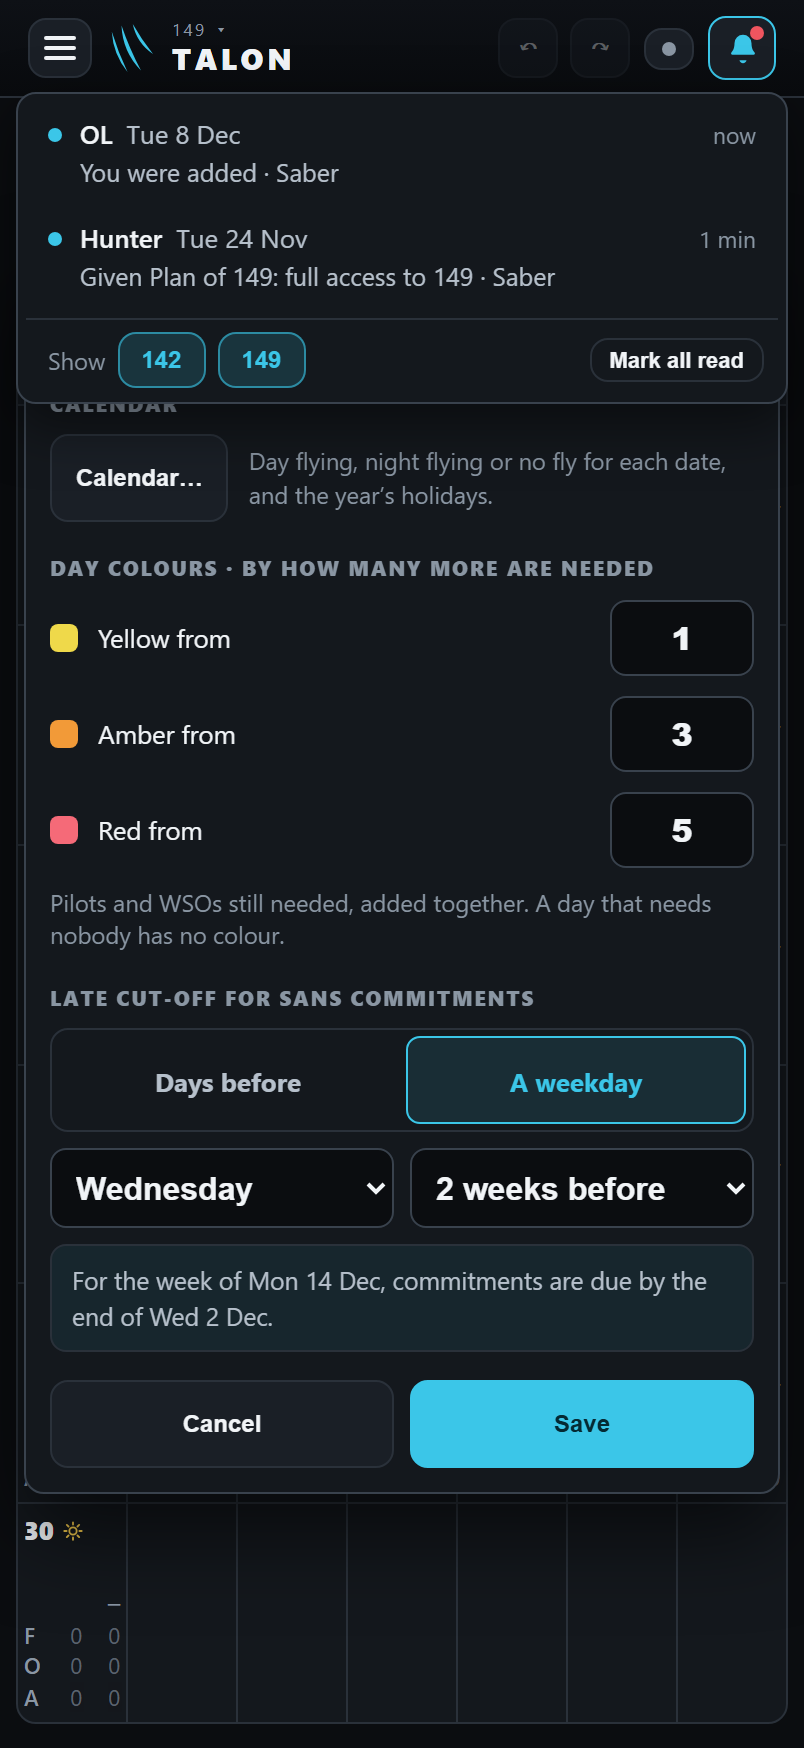 149 ▾
TALON
OL Tue 8 Dec now
You were added · Saber
Hunter Tue 24 Nov 1 min
Given Plan of 149: full access to 149 · Saber
Show 142 149 Mark all read
CALENDAR
Calendar... Day flying, night flying or no fly for each date,
and the year’s holidays.
DAY COLOURS · BY HOW MANY MORE ARE NEEDED
Yellow from 1
Amber from 3
Red from 5
Pilots and WSOs still needed, added together. A day that needs
nobody has no colour.
LATE CUT-OFF FOR SANS COMMITMENTS
Days before A weekday
Wednesday 2 weeks before
For the week of Mon 14 Dec, commitments are due by the
end of Wed 2 Dec.
Cancel Save
30
–
F 0 0
O 0 0
A 0 0